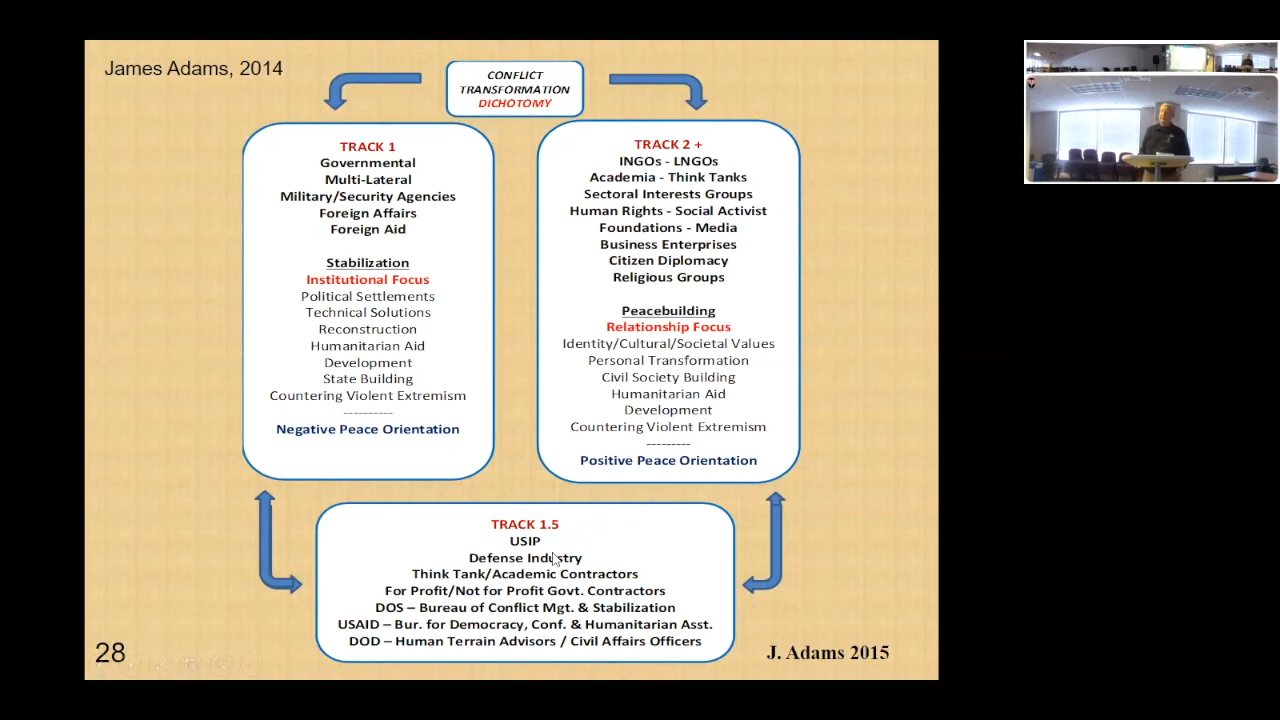 James Adams, 2014
CONFLICT
TRANSFORMATION
DICHOTOMY
TRACK 1
Governmental
Multi-Lateral
Military/Security Agencies
Foreign Affairs
Foreign Aid
Stabilization
Institutional Focus
Political Settlements
Technical Solutions
Reconstruction
Humanitarian Aid
Development
State Building
Countering Violent Extremism
----------
Negative Peace Orientation
TRACK 2 +
INGOs - LNGOs
Academia - Think Tanks
Sectoral Interests Groups
Human Rights - Social Activist
Foundations - Media
Business Enterprises
Citizen Diplomacy
Religious Groups
Peacebuilding
Relationship Focus
Identity/Cultural/Societal Values
Personal Transformation
Civil Society Building
Humanitarian Aid
Development
Countering Violent Extremism
---------
Positive Peace Orientation
TRACK 1.5
USIP
Defense Industry
Think Tank/Academic Contractors
For Profit/Not for Profit Govt. Contractors
DOS – Bureau of Conflict Mgt. & Stabilization
USAID – Bur. for Democracy, Conf. & Humanitarian Asst.
DOD – Human Terrain Advisors / Civil Affairs Officers
28
J. Adams 2015